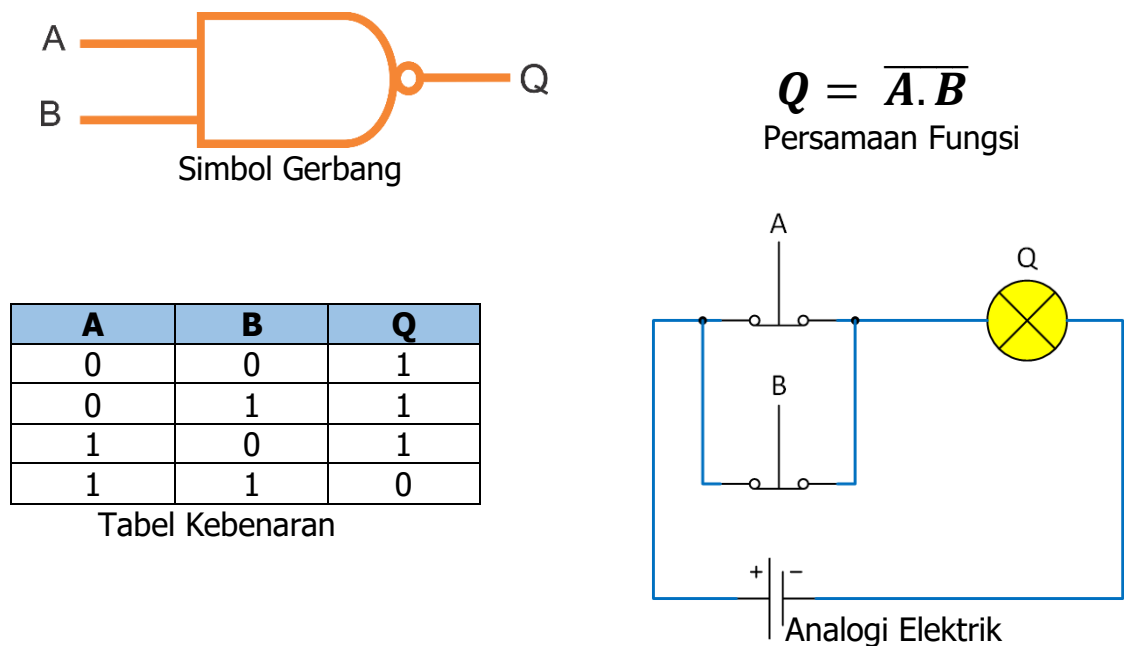 A
B
Q
Simbol Gerbang
Q = \overline{A.B}
Persamaan Fungsi
A B Q
0 0 1
0 1 1
1 0 1
1 1 0
Tabel Kebenaran
A
Q
B
+ −
Analogi Elektrik